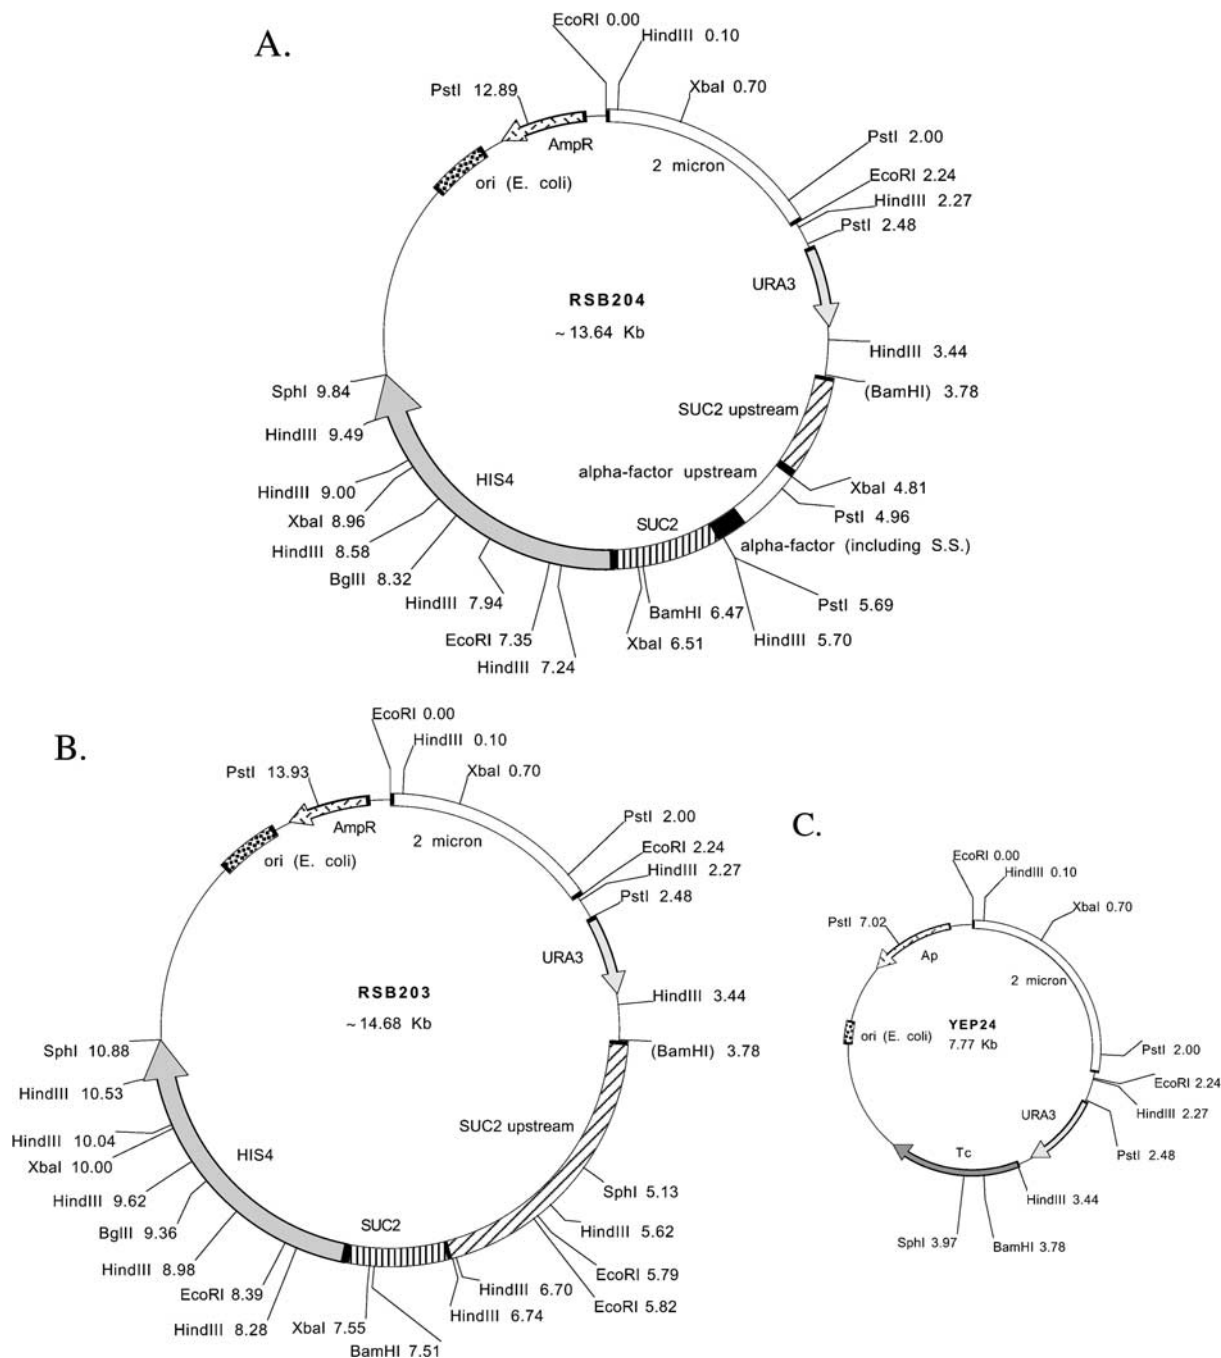 A.
EcoRI 0.00
HindIII 0.10
XbaI 0.70
PstI 12.89
AmpR
ori (E. coli)
2 micron
PstI 2.00
EcoRI 2.24
HindIII 2.27
PstI 2.48
URA3
RSB204
~ 13.64 Kb
HindIII 3.44
(BamHI) 3.78
SUC2 upstream
alpha-factor upstream
XbaI 4.81
PstI 4.96
alpha-factor (including S.S.)
PstI 5.69
HindIII 5.70
SUC2
BamHI 6.47
XbaI 6.51
HindIII 7.24
EcoRI 7.35
HindIII 7.94
BglII 8.32
HindIII 8.58
XbaI 8.96
HindIII 9.00
HindIII 9.49
SphI 9.84
HIS4
B.
EcoRI 0.00
HindIII 0.10
XbaI 0.70
PstI 13.93
AmpR
ori (E. coli)
2 micron
PstI 2.00
EcoRI 2.24
HindIII 2.27
PstI 2.48
URA3
RSB203
~ 14.68 Kb
HindIII 3.44
(BamHI) 3.78
SUC2 upstream
SphI 5.13
HindIII 5.62
EcoRI 5.79
EcoRI 5.82
HindIII 6.70
HindIII 6.74
SUC2
BamHI 7.51
XbaI 7.55
HindIII 8.28
EcoRI 8.39
HindIII 8.98
BglII 9.36
HindIII 9.62
XbaI 10.00
HindIII 10.04
HindIII 10.53
SphI 10.88
HIS4
C.
EcoRI 0.00
HindIII 0.10
XbaI 0.70
PstI 7.02
Ap
2 micron
ori (E. coli)
YEP24
7.77 Kb
PstI 2.00
EcoRI 2.24
HindIII 2.27
PstI 2.48
URA3
Tc
HindIII 3.44
BamHI 3.78
SphI 3.97